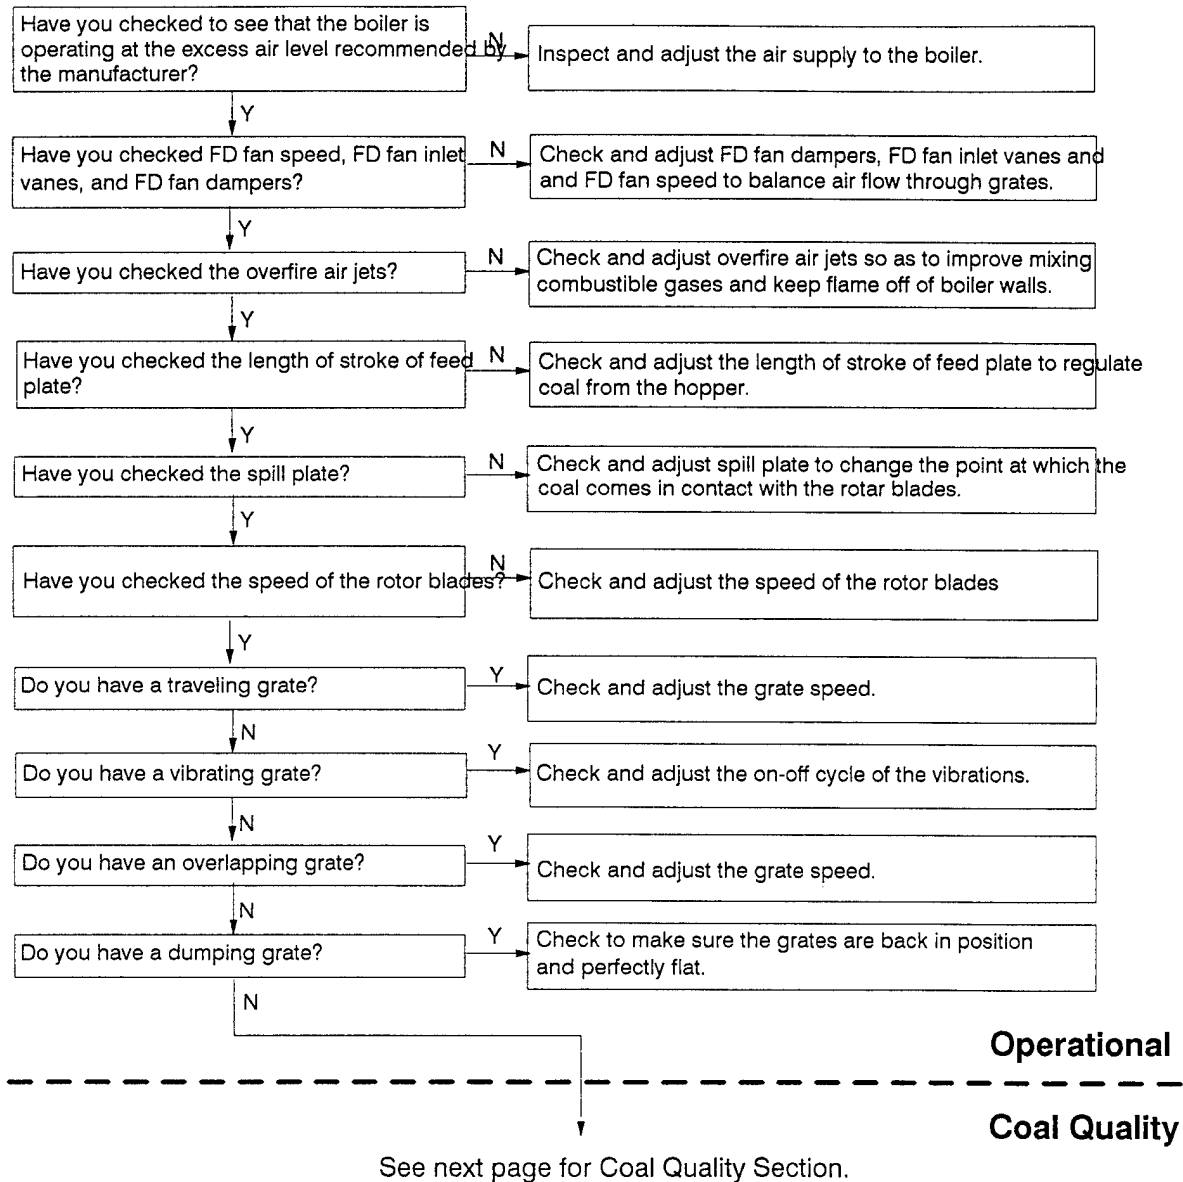 Have you checked to see that the boiler is
operating at the excess air level recommended by
the manufacturer?
N
Inspect and adjust the air supply to the boiler.
Y
Have you checked FD fan speed, FD fan inlet
vanes, and FD fan dampers?
N
Check and adjust FD fan dampers, FD fan inlet vanes and
and FD fan speed to balance air flow through grates.
Y
Have you checked the overfire air jets?
N
Check and adjust overfire air jets so as to improve mixing
combustible gases and keep flame off of boiler walls.
Y
Have you checked the length of stroke of feed
plate?
N
Check and adjust the length of stroke of feed plate to regulate
coal from the hopper.
Y
Have you checked the spill plate?
N
Check and adjust spill plate to change the point at which the
coal comes in contact with the rotar blades.
Y
Have you checked the speed of the rotor blades?
N
Check and adjust the speed of the rotor blades
Y
Do you have a traveling grate?
Y
Check and adjust the grate speed.
N
Do you have a vibrating grate?
Y
Check and adjust the on-off cycle of the vibrations.
N
Do you have an overlapping grate?
Y
Check and adjust the grate speed.
N
Do you have a dumping grate?
Y
Check to make sure the grates are back in position
and perfectly flat.
N
Operational
Coal Quality
See next page for Coal Quality Section.